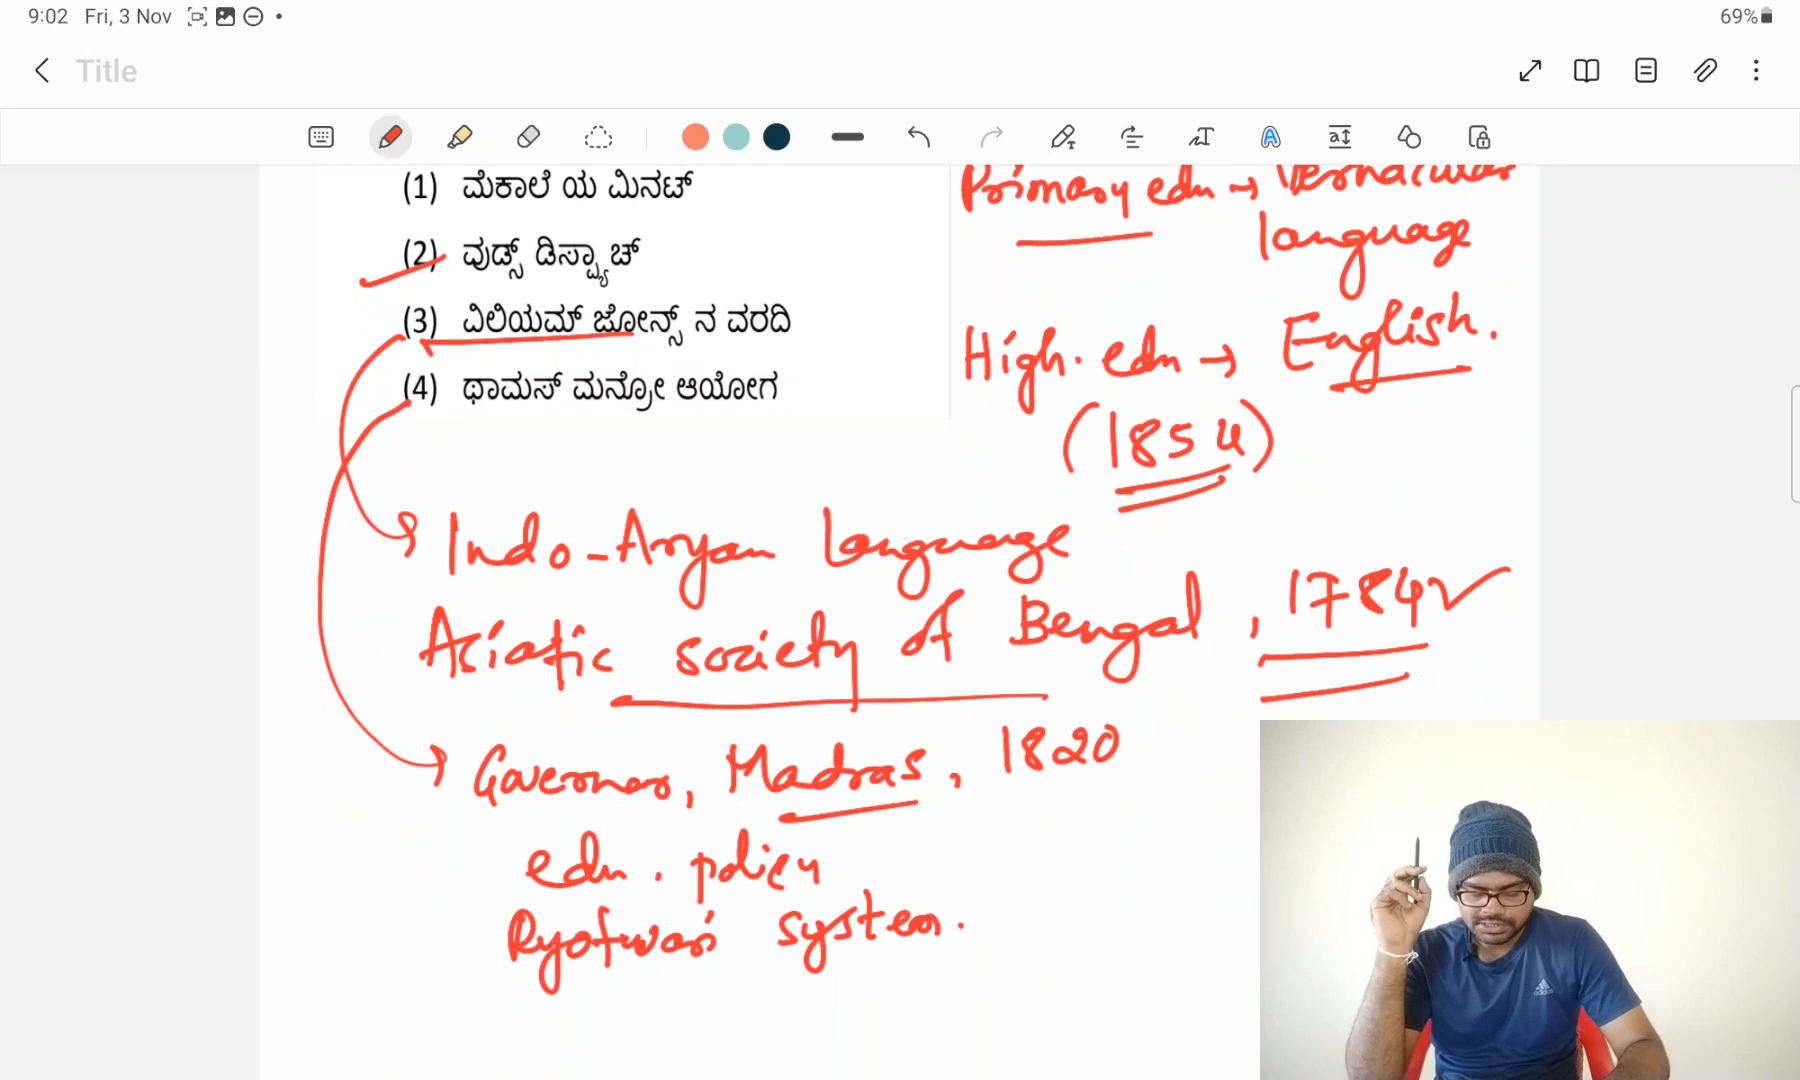 9:02 Fri, 3 Nov
69%
Title
(1) ಮೆಕಾಲೆ ಯ ಮಿನಟ್
(2) ವುಡ್ಸ್ ಡಿಸ್ಪ್ಯಾಚ್
(3) ವಿಲಿಯಮ್ ಜೋನ್ಸ್ ನ ವರದಿ
(4) ಥಾಮಸ್ ಮನ್ರೋ ಆಯೋಗ
Primary edn → Vernacular
language
High. edn → English.
(1854)
Indo-Aryan Language
Asiatic society of Bengal, 1784
Governor, Madras, 1820
edn. policy
Ryotwari system.
adidas